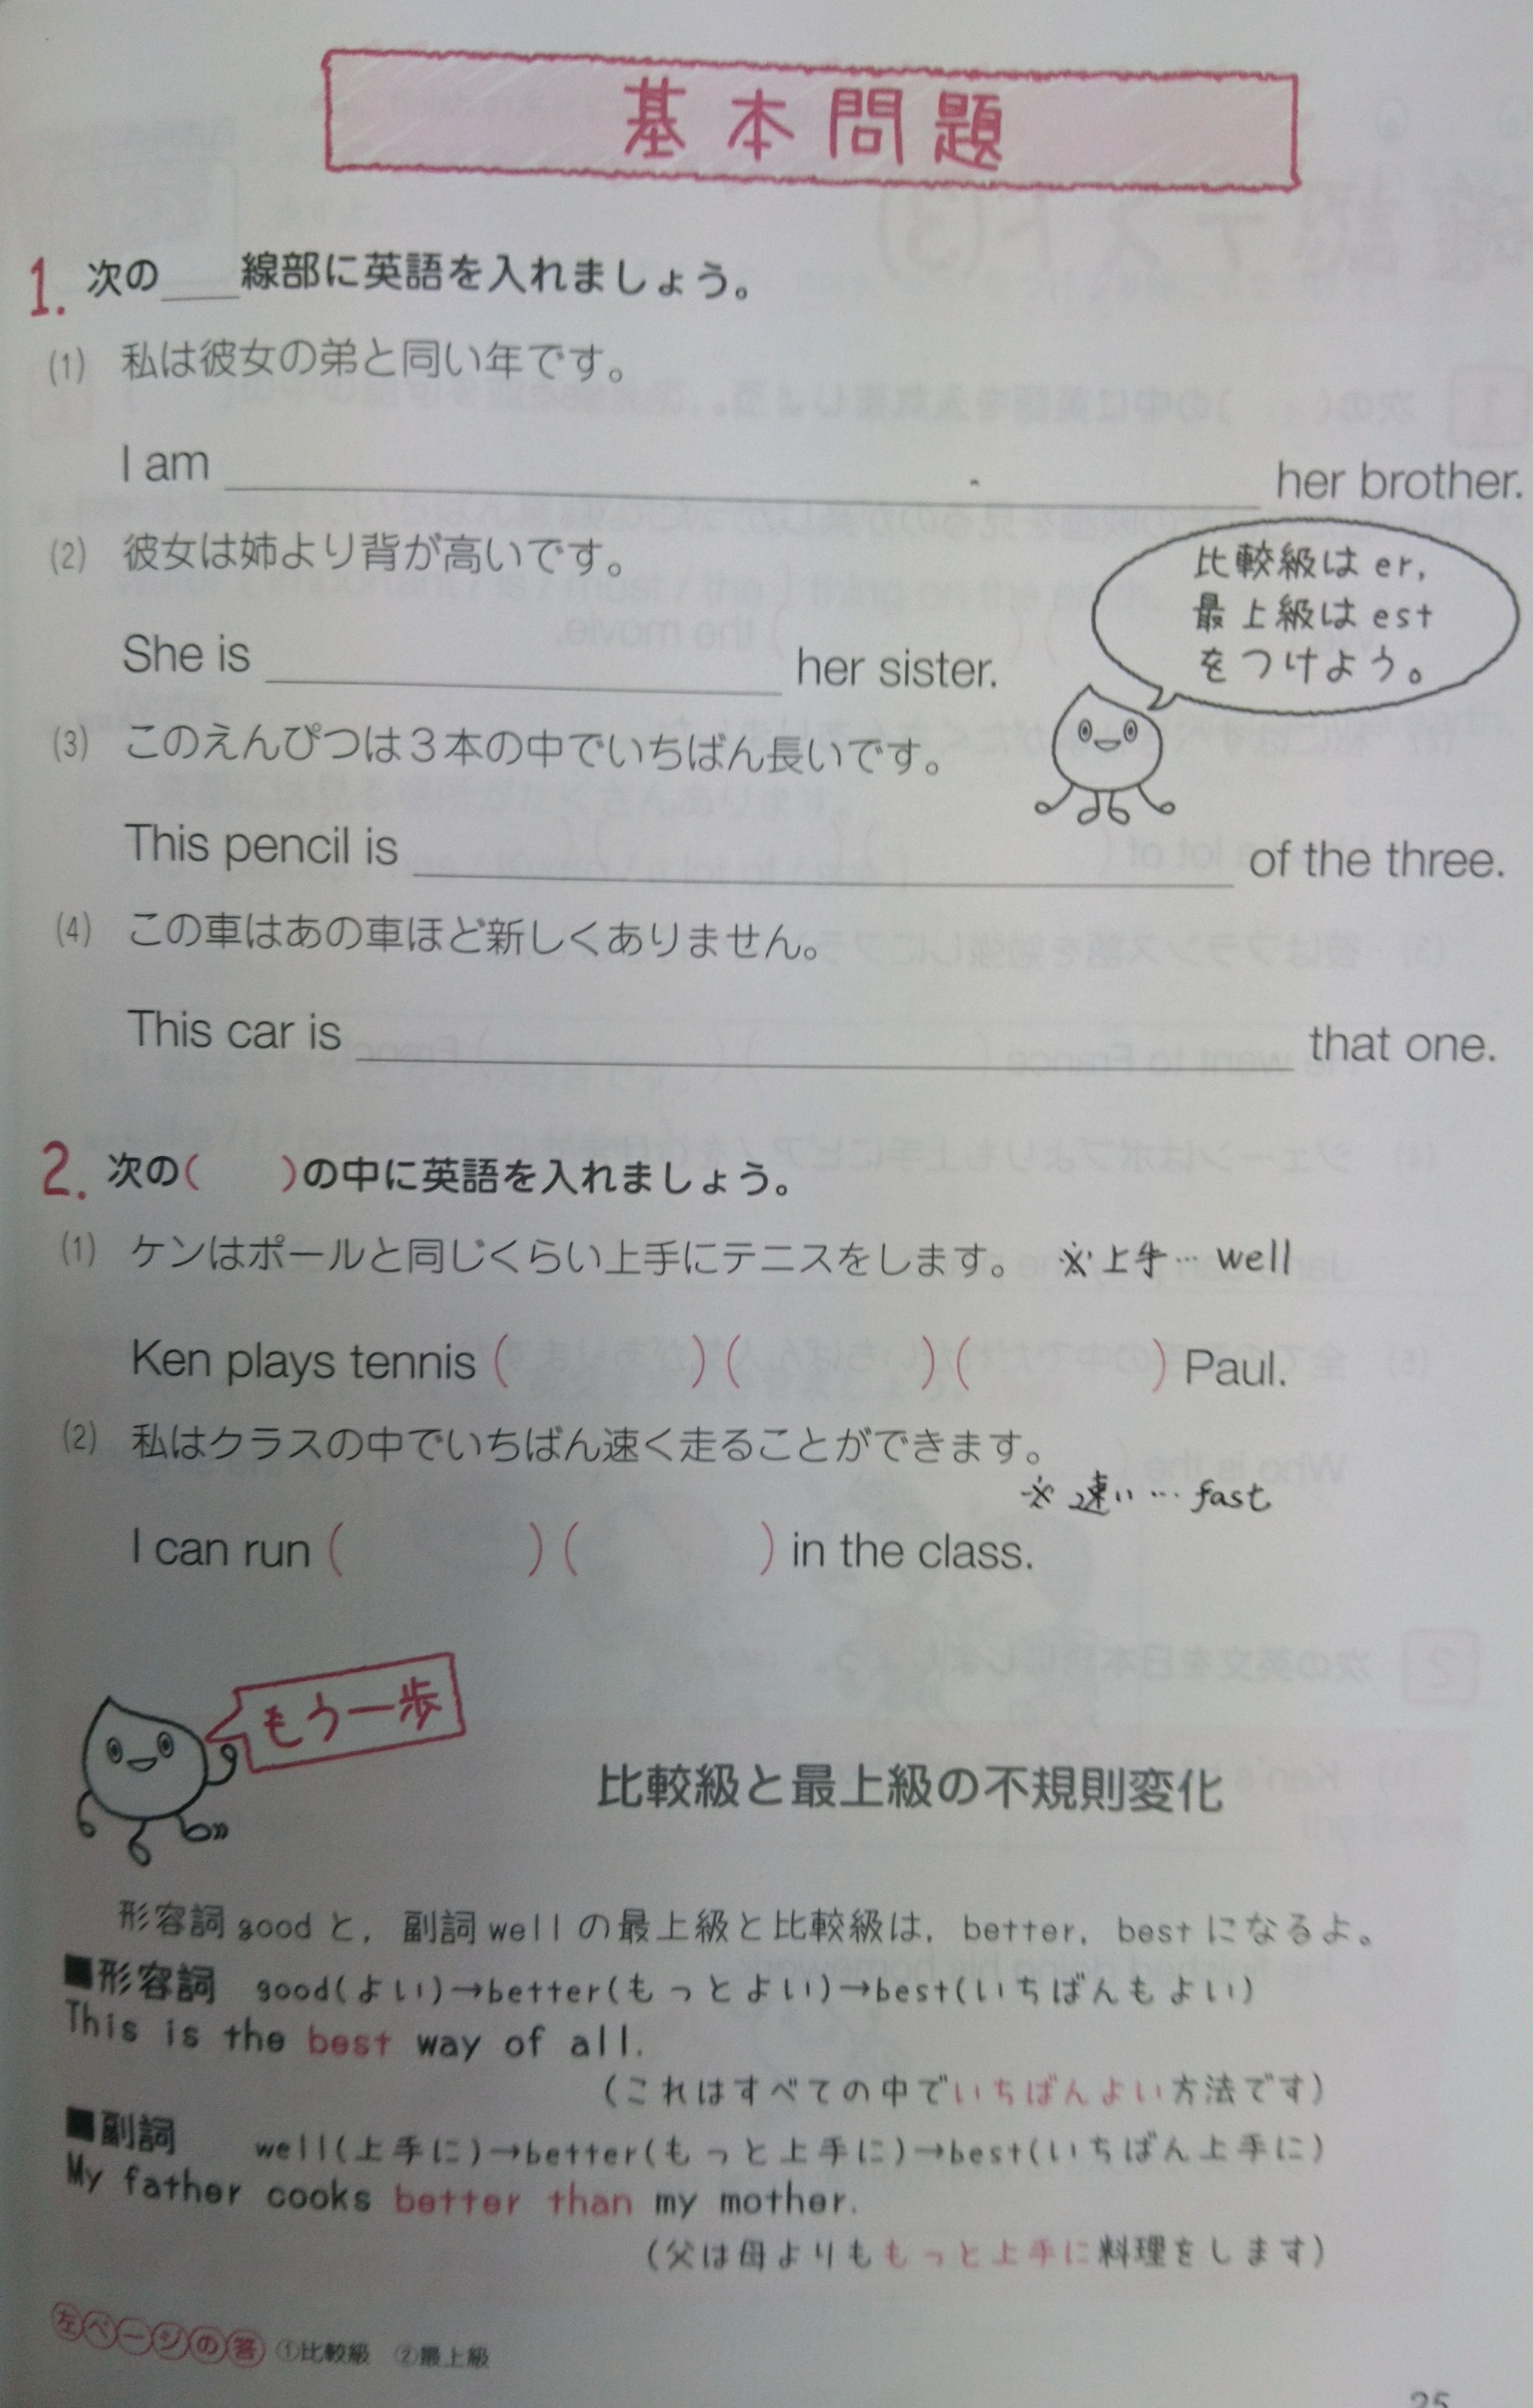 基本問題
1. 次の____線部に英語を入れましょう。
(1) 私は彼女の弟と同い年です。
I am ____ her brother.
(2) 彼女は姉より背が高いです。
She is ____ her sister.
比較級は er,
最上級は est
をつけよう。
(3) このえんぴつは3本の中でいちばん長いです。
This pencil is ____ of the three.
(4) この車はあの車ほど新しくありません。
This car is ____ that one.
2. 次の(　　)の中に英語を入れましょう。
(1) ケンはポールと同じくらい上手にテニスをします。 ※上手… well
Ken plays tennis (　　)(　　)(　　) Paul.
(2) 私はクラスの中でいちばん速く走ることができます。
※ 速い … fast
I can run (　　)(　　) in the class.
もう一歩
比較級と最上級の不規則変化
形容詞 good と, 副詞 well の最上級と比較級は, better, best になるよ。
■形容詞 good(よい)→better(もっとよい)→best(いちばんもよい)
This is the best way of all.
(これはすべての中でいちばんよい方法です)
■副詞 well(上手に)→better(もっと上手に)→best(いちばん上手に)
My father cooks better than my mother.
(父は母よりももっと上手に料理をします)
左ページの答 ①比較級 ②最上級
25